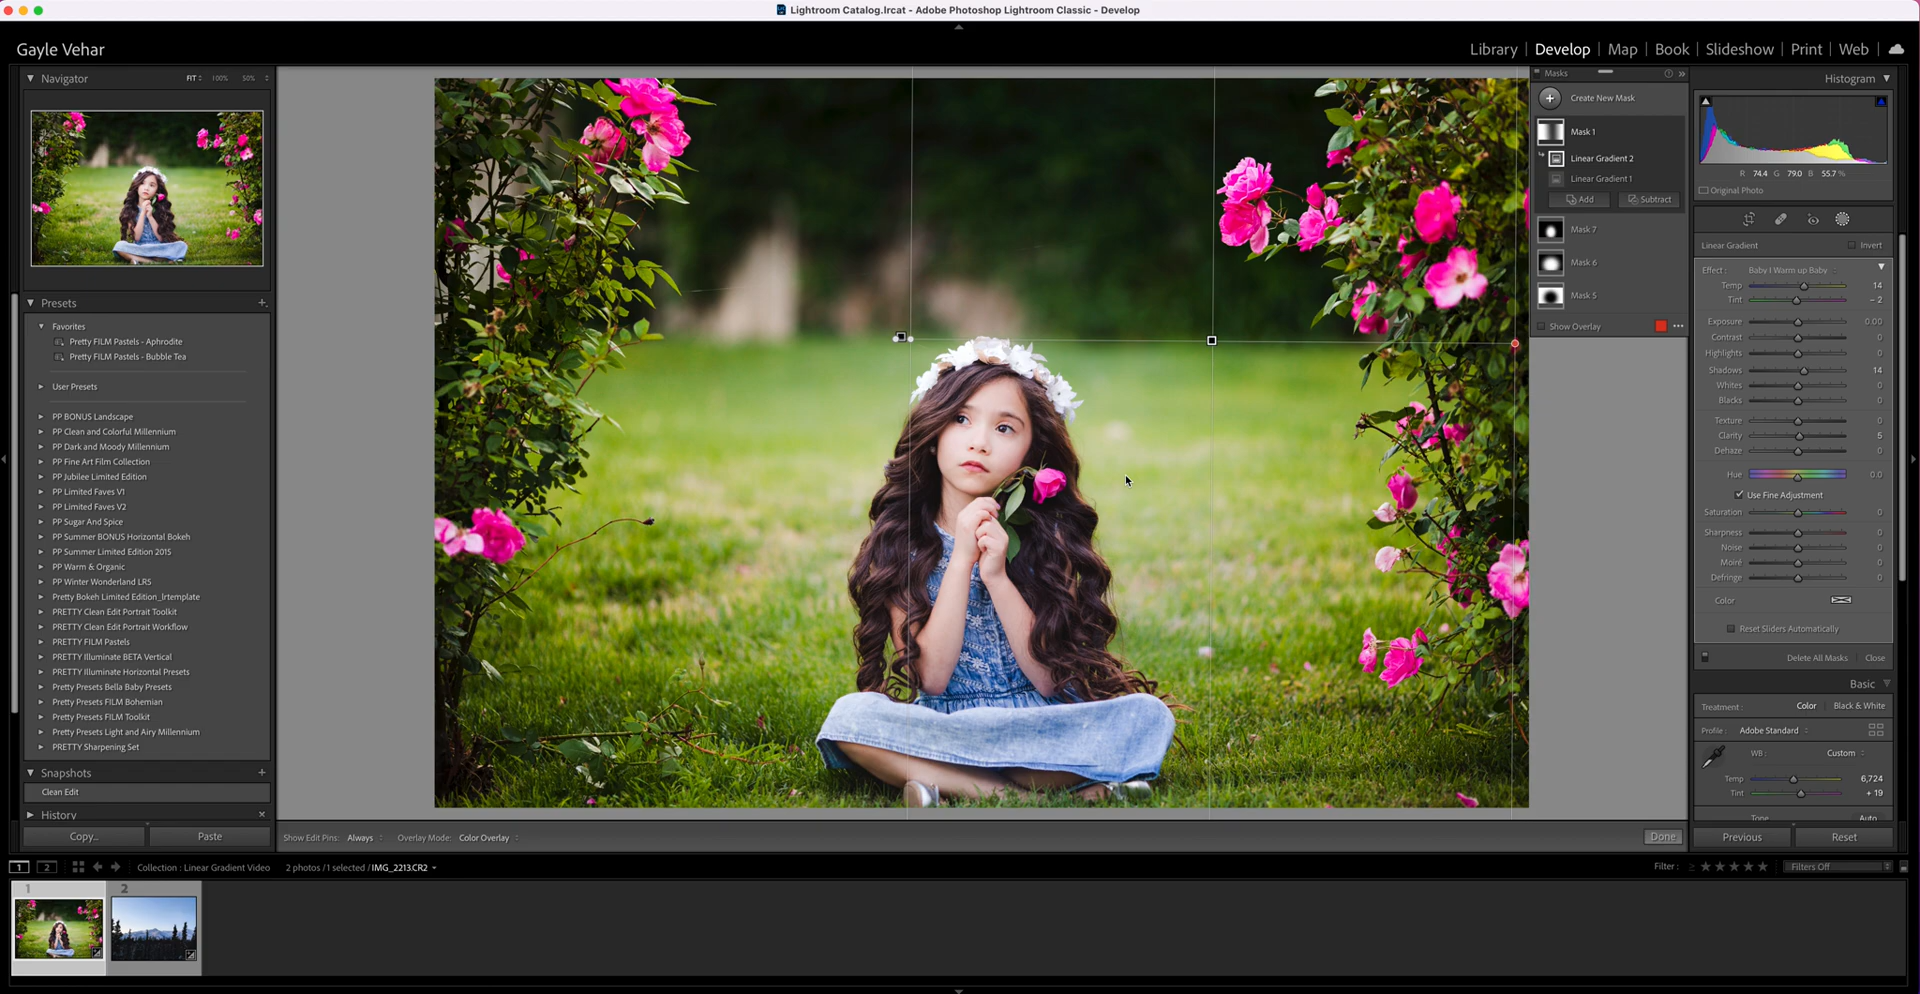 Lightroom Catalog.lrcat - Adobe Photoshop Lightroom Classic - Develop
Gayle Vehar
Library | Develop | Map | Book | Slideshow | Print | Web
Navigator FIT 100% 50%
Presets
Favorites
Pretty FILM Pastels - Aphrodite
Pretty FILM Pastels - Bubble Tea
User Presets
PP BONUS Landscape
PP Clean and Colorful Millennium
PP Dark and Moody Millennium
PP Fine Art Film Collection
PP Jubilee Limited Edition
PP Limited Faves V1
PP Limited Faves V2
PP Sugar And Spice
PP Summer BONUS Horizontal Bokeh
PP Summer Limited Edition 2015
PP Warm & Organic
PP Winter Wonderland LR5
Pretty Bokeh Limited Edition_lrtemplate
PRETTY Clean Edit Portrait Toolkit
PRETTY Clean Edit Portrait Workflow
PRETTY FILM Pastels
PRETTY Illuminate BETA Vertical
PRETTY Illuminate Horizontal Presets
Pretty Presets Bella Baby Presets
Pretty Presets FILM Bohemian
Pretty Presets FILM Toolkit
Pretty Presets Light and Airy Millennium
PRETTY Sharpening Set
Snapshots
Clean Edit
History
Copy... Paste
Masks
Create New Mask
Mask 1
Linear Gradient 2
Linear Gradient 1
Add Subtract
Mask 7
Mask 6
Mask 5
Show Overlay
Histogram
R 74.4 G 79.0 B 55.7 %
Original Photo
Linear Gradient Invert
Effect : Baby I Warm up Baby
Temp 14
Tint – 2
Exposure 0.00
Contrast 0
Highlights 0
Shadows 14
Whites 0
Blacks 0
Texture 0
Clarity 5
Dehaze 0
Hue 0.0
Use Fine Adjustment
Saturation 0
Sharpness 0
Noise 0
Moiré 0
Defringe 0
Color
Reset Sliders Automatically
Delete All Masks Close
Basic
Treatment : Color Black & White
Profile : Adobe Standard
WB : Custom
Temp 6,724
Tint + 19
Tone Auto
Previous Reset
Show Edit Pins: Always Overlay Mode: Color Overlay Done
1 2 Collection : Linear Gradient Video 2 photos / 1 selected / IMG_2213.CR2 Filter : Filters Off
1 2